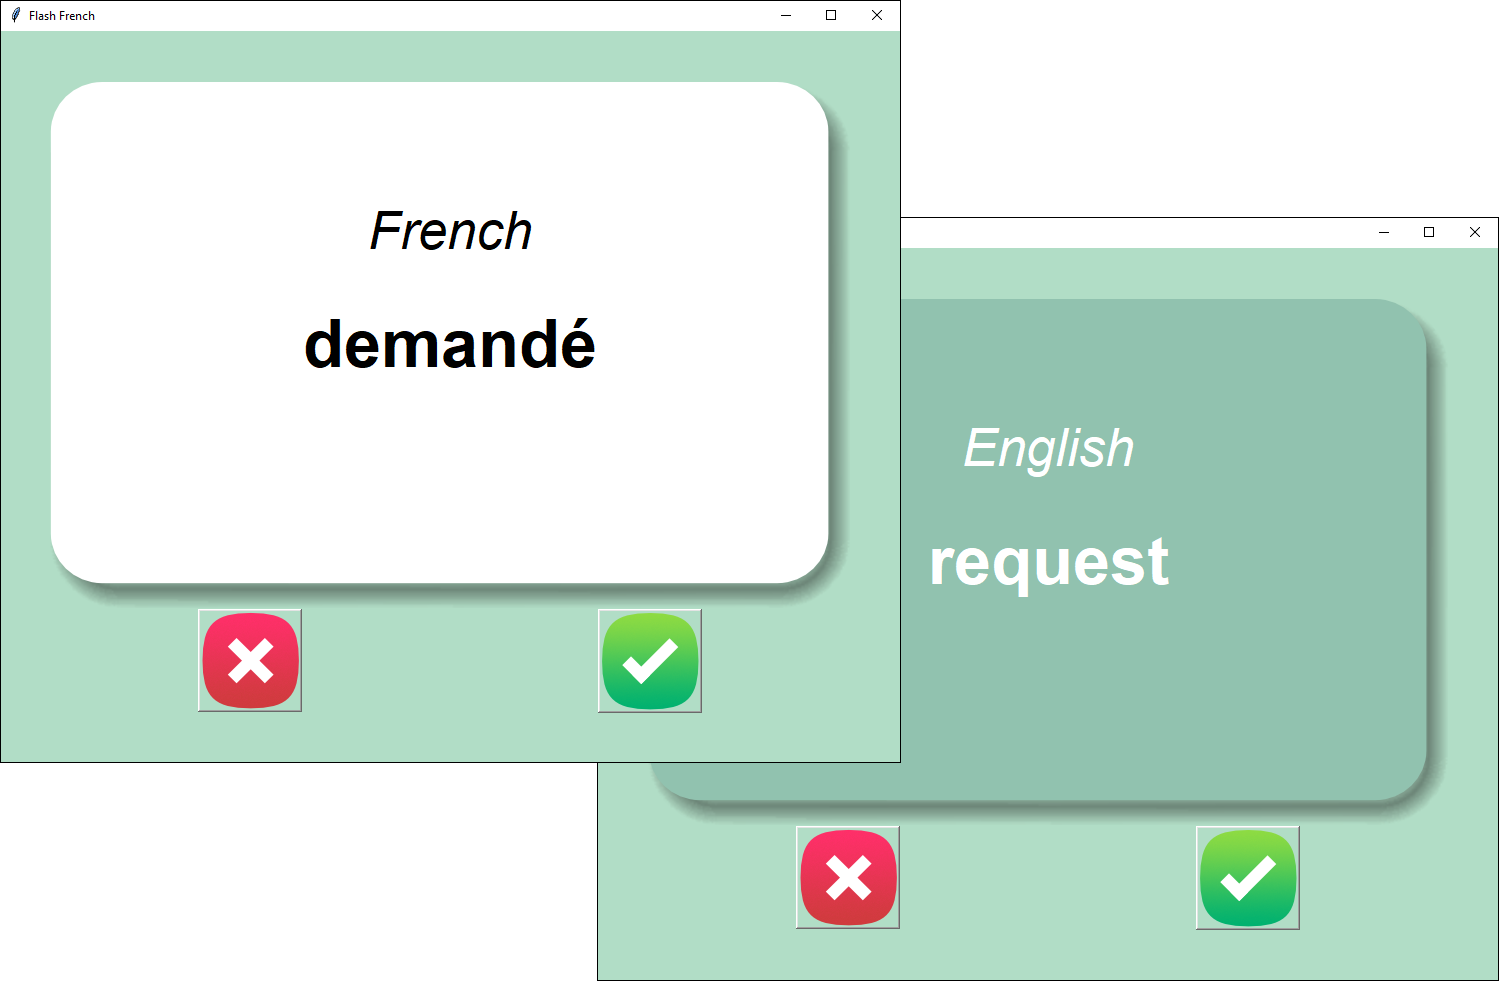 Flash French
French
demandé
English
request